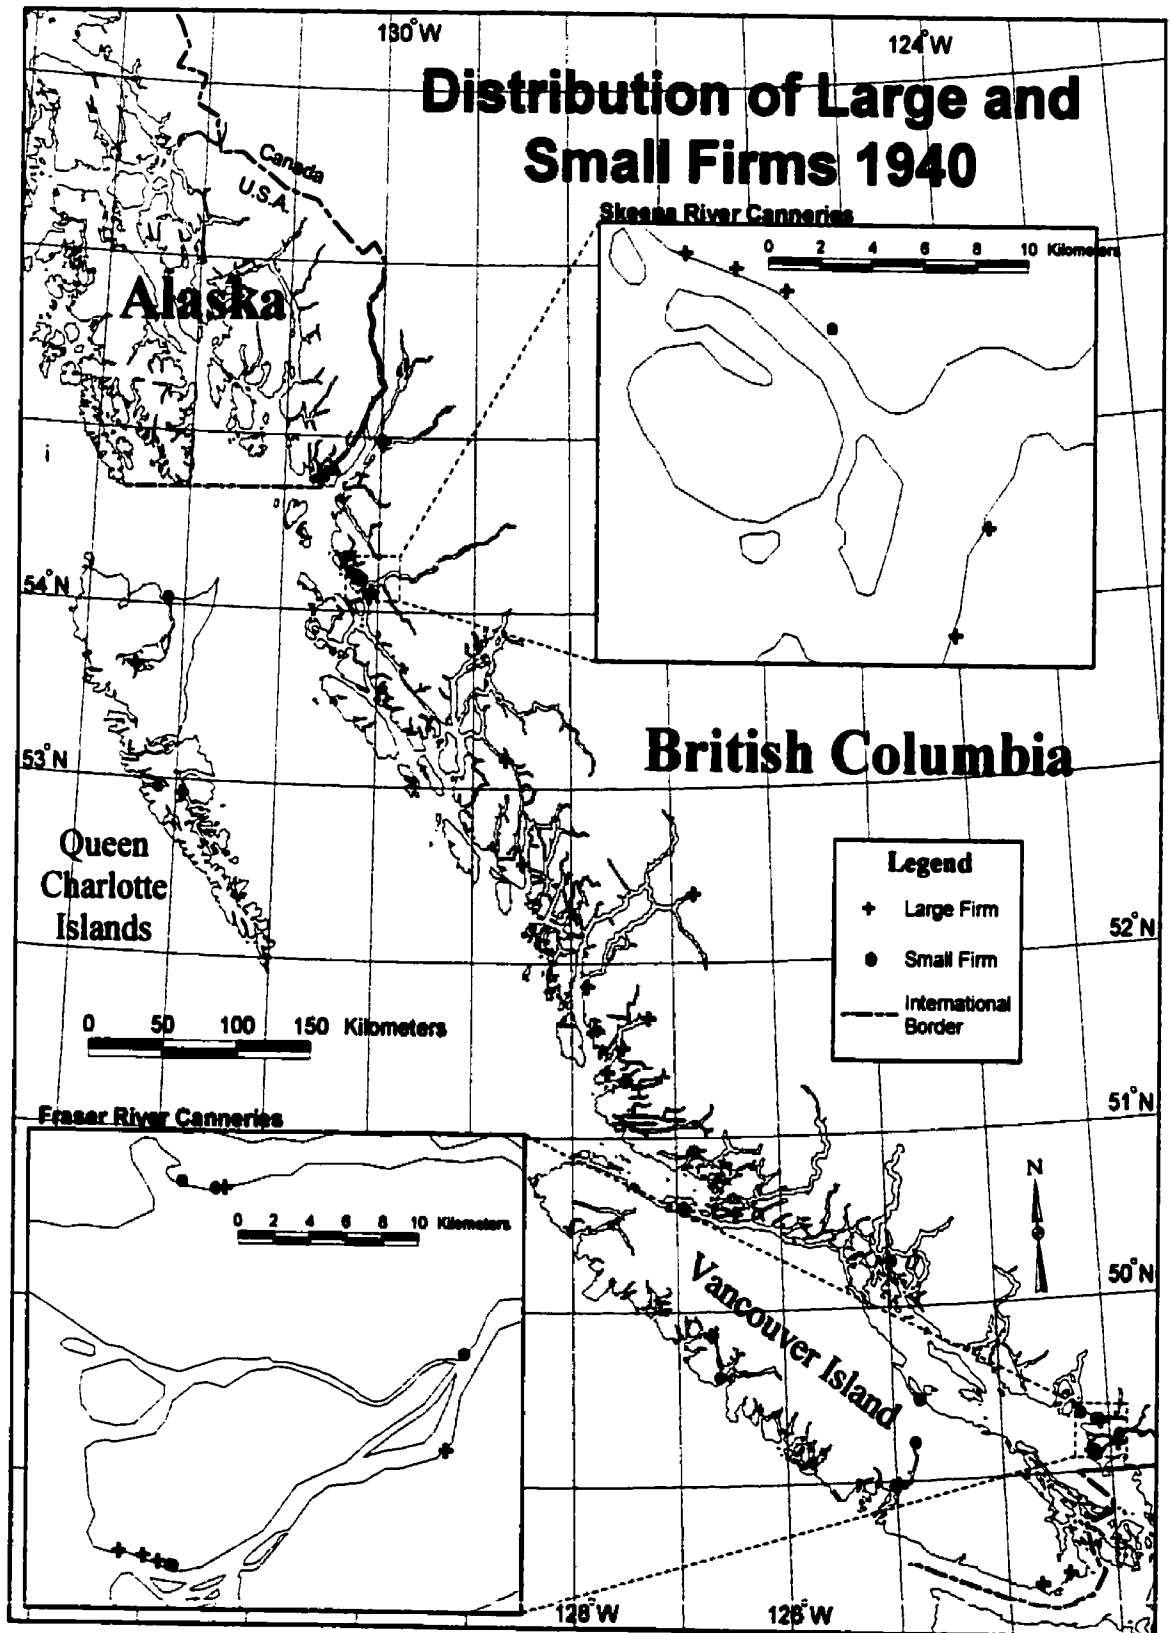 130°W
124°W
Distribution of Large and
Small Firms 1940
Canada
U.S.A.
Skeena River Canneries
0 2 4 6 8 10 Kilometers
Alaska
54°N
53°N
British Columbia
Queen
Charlotte
Islands
Legend
Large Firm
Small Firm
International
Border
52°N
0 50 100 150 Kilometers
51°N
Fraser River Canneries
0 2 4 6 8 10 Kilometers
N
50°N
Vancouver Island
128°W
126°W